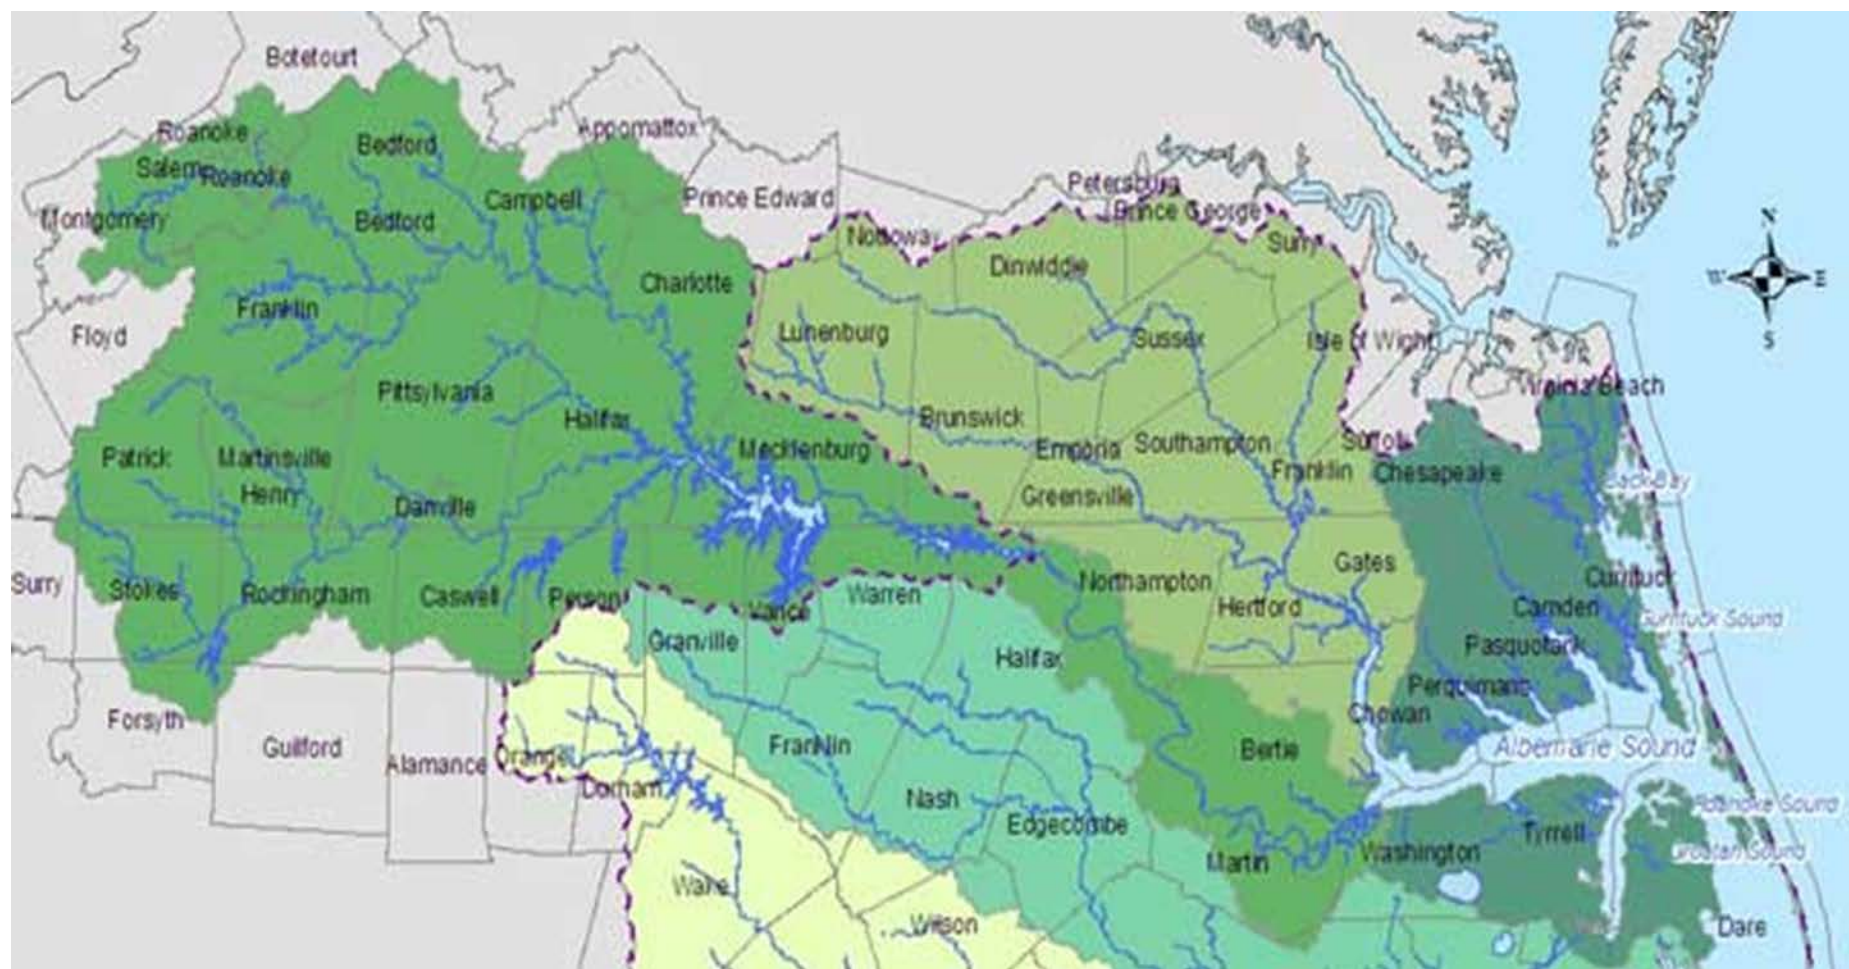 Botetourt
Roanoke
Bedford
Appomattox
Salem
Roanoke
Campbell
Prince Edward
Petersburg
Prince George
Montgomery
Bedford
Nottoway
Surry
N
W
E
S
Charlotte
Dinwiddie
Franklin
Floyd
Lunenburg
Sussex
Isle of Wight
Virginia Beach
Pittsylvania
Halifax
Brunswick
Mecklenburg
Emporia
Southampton
Suffolk
Patrick
Martinsville
Franklin
Chesapeake
Back Bay
Henry
Danville
Greensville
Surry
Stokes
Rockingham
Caswell
Person
Vance
Warren
Northampton
Gates
Currituck
Hertford
Camden
Currituck Sound
Granville
Halifax
Pasquotank
Perquimans
Forsyth
Chowan
Guilford
Alamance
Orange
Franklin
Bertie
Albemarle Sound
Durham
Nash
Edgecombe
Roanoke Sound
Tyrrell
Martin
Washington
Croatan Sound
Wake
Wilson
Dare